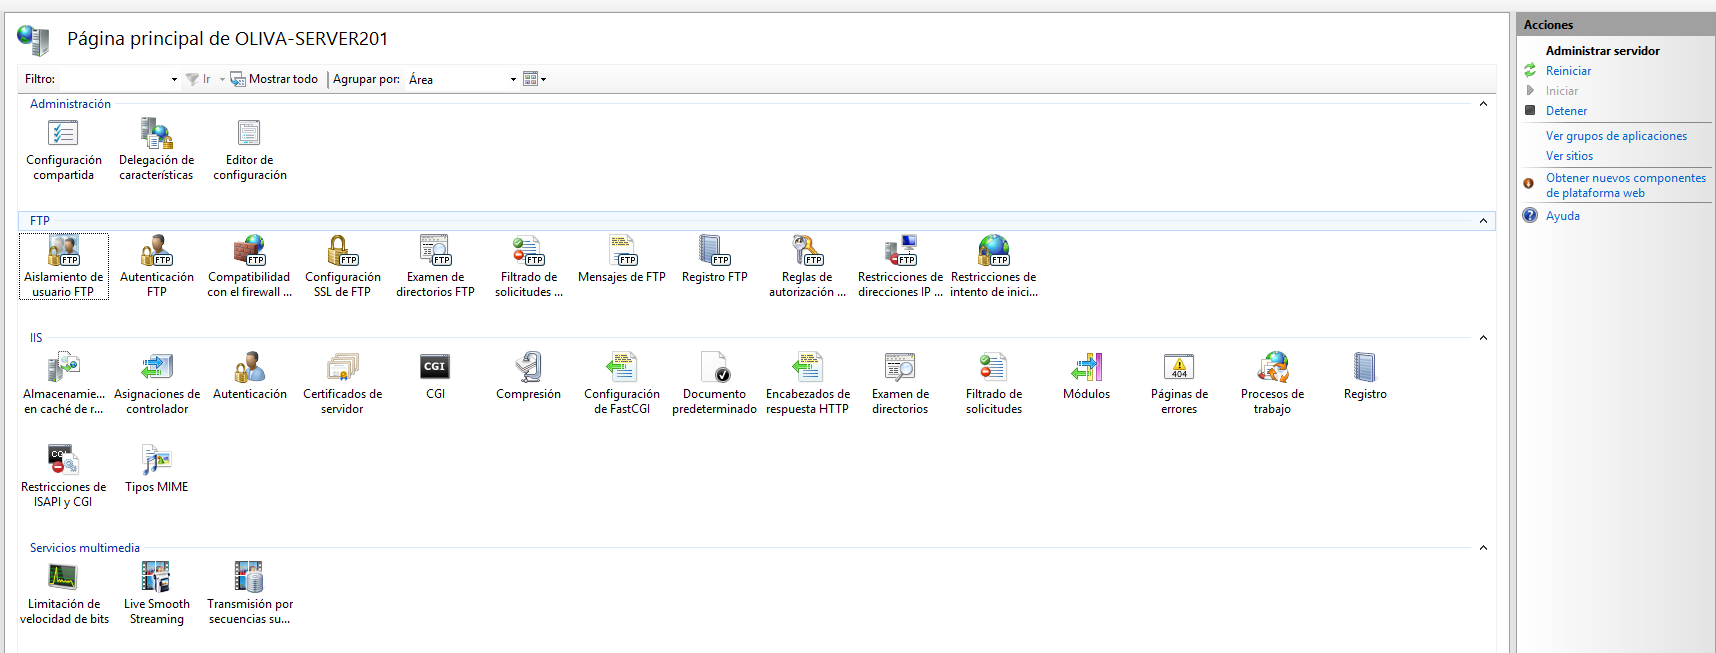 Página principal de OLIVA-SERVER201
Filtro: Ir Mostrar todo Agrupar por: Área
Administración
Configuración compartida
Delegación de características
Editor de configuración
FTP
Aislamiento de usuario FTP
Autenticación FTP
Compatibilidad con el firewall ...
Configuración SSL de FTP
Examen de directorios FTP
Filtrado de solicitudes ...
Mensajes de FTP
Registro FTP
Reglas de autorización ...
Restricciones de direcciones IP ...
Restricciones de intento de inici...
IIS
Almacenamie... en caché de r...
Asignaciones de controlador
Autenticación
Certificados de servidor
CGI
CGI
Compresión
Configuración de FastCGI
Documento predeterminado
Encabezados de respuesta HTTP
Examen de directorios
Filtrado de solicitudes
Módulos
404
Páginas de errores
Procesos de trabajo
Registro
Restricciones de ISAPI y CGI
Tipos MIME
Servicios multimedia
Limitación de velocidad de bits
Live Smooth Streaming
Transmisión por secuencias su...
Acciones
Administrar servidor
Reiniciar
Iniciar
Detener
Ver grupos de aplicaciones
Ver sitios
Obtener nuevos componentes
de plataforma web
Ayuda